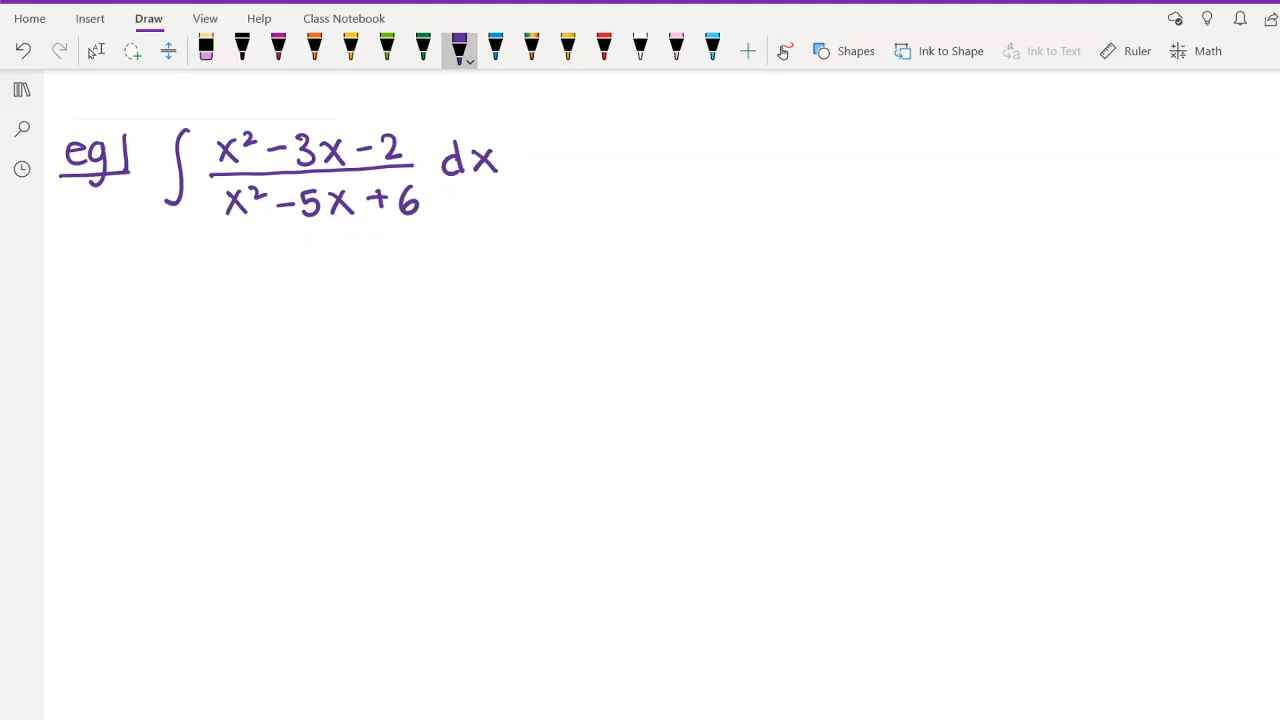 Home Insert Draw View Help Class Notebook
Shapes Ink to Shape Ink to Text Ruler Math
eg1 ∫ (x² - 3x - 2)/(x² - 5x + 6) dx